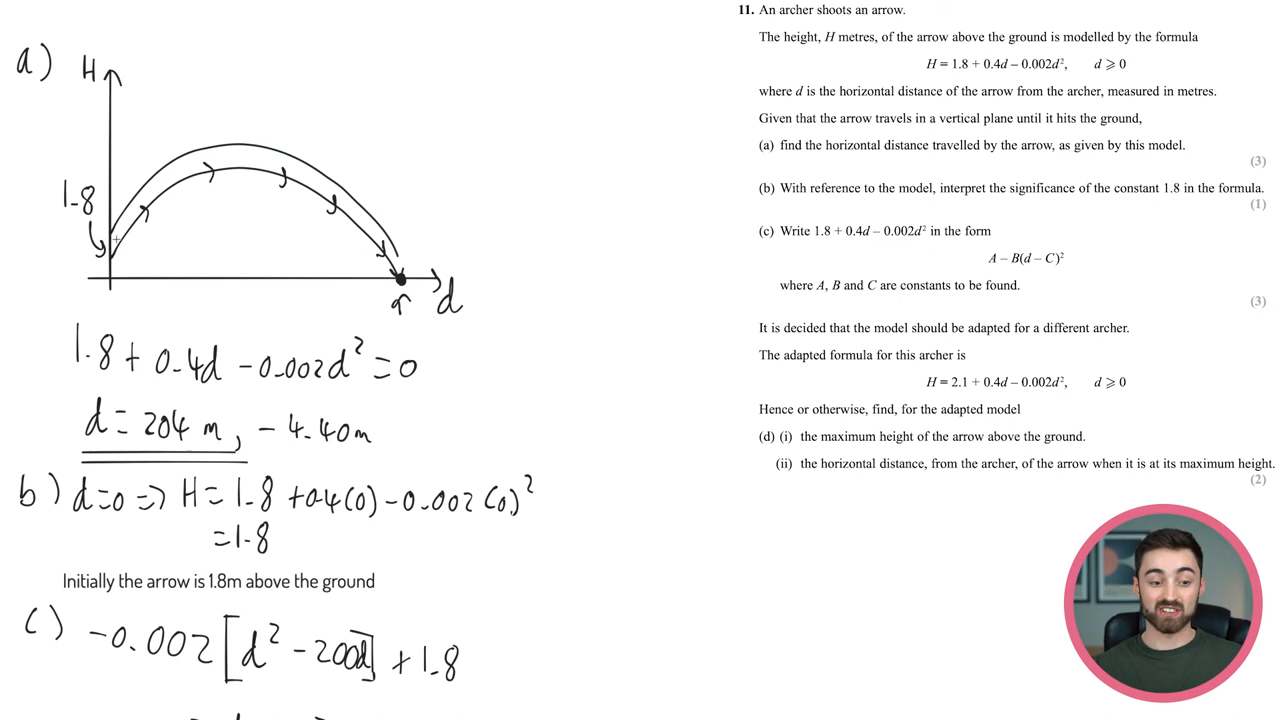 a)
H
1.8
d
1.8 + 0.4d - 0.002d² = 0
d = 204 m, - 4.40m
b) d=0 => H = 1.8 + 0.4(0) - 0.002(0)²
= 1.8
Initially the arrow is 1.8m above the ground
c) -0.002[d² - 200d] + 1.8
11. An archer shoots an arrow.
The height, H metres, of the arrow above the ground is modelled by the formula
H = 1.8 + 0.4d – 0.002d², d ⩾ 0
where d is the horizontal distance of the arrow from the archer, measured in metres.
Given that the arrow travels in a vertical plane until it hits the ground,
(a) find the horizontal distance travelled by the arrow, as given by this model.
(3)
(b) With reference to the model, interpret the significance of the constant 1.8 in the formula.
(1)
(c) Write 1.8 + 0.4d – 0.002d² in the form
A – B(d – C)²
where A, B and C are constants to be found.
(3)
It is decided that the model should be adapted for a different archer.
The adapted formula for this archer is
H = 2.1 + 0.4d – 0.002d², d ⩾ 0
Hence or otherwise, find, for the adapted model
(d) (i) the maximum height of the arrow above the ground.
(ii) the horizontal distance, from the archer, of the arrow when it is at its maximum height.
(2)